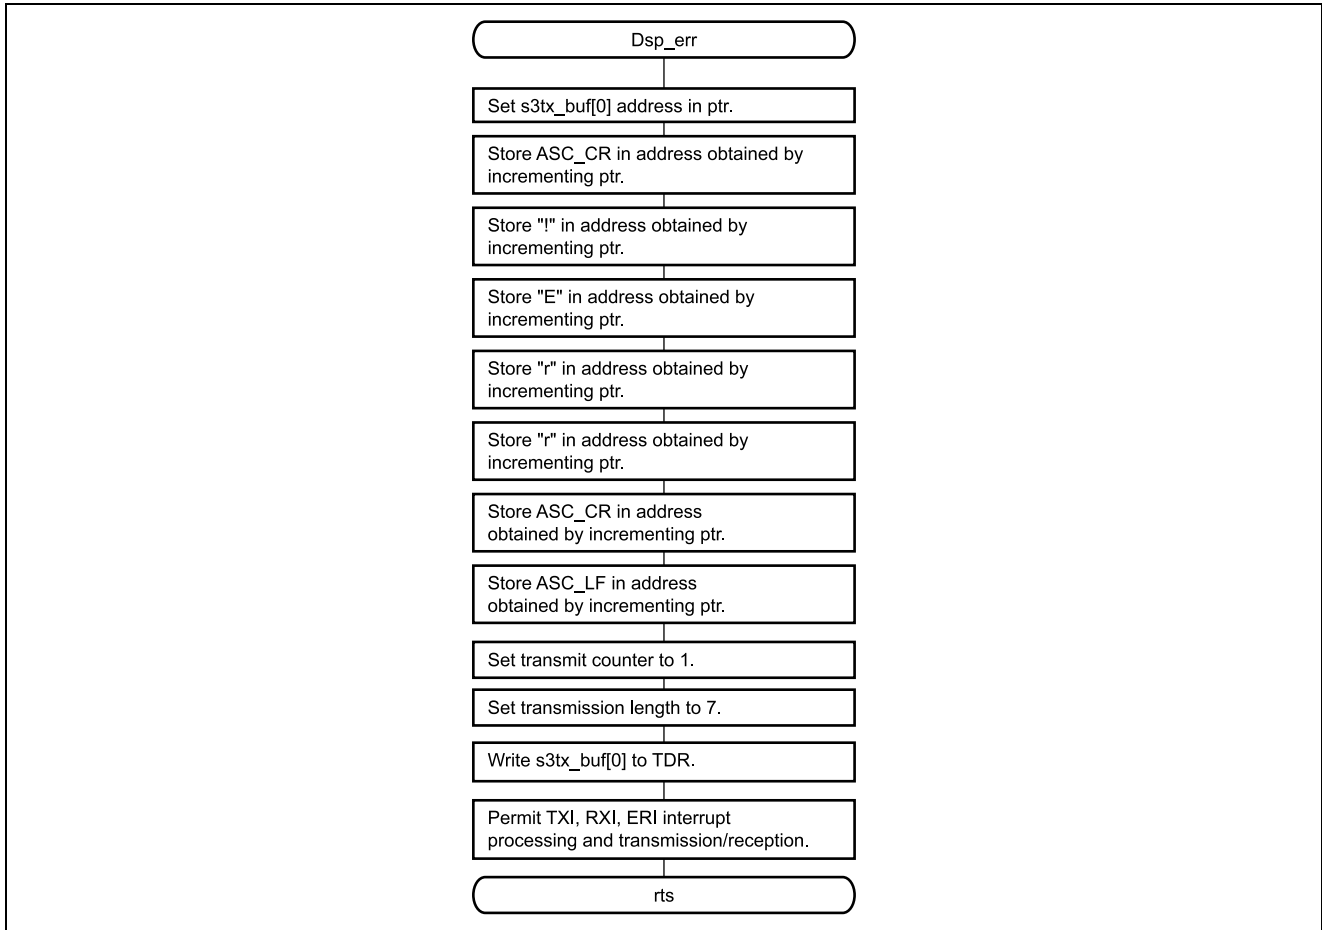 Dsp_err
Set s3tx_buf[0] address in ptr.
Store ASC_CR in address obtained by
incrementing ptr.
Store "!" in address obtained by
incrementing ptr.
Store "E" in address obtained by
incrementing ptr.
Store "r" in address obtained by
incrementing ptr.
Store "r" in address obtained by
incrementing ptr.
Store ASC_CR in address
obtained by incrementing ptr.
Store ASC_LF in address
obtained by incrementing ptr.
Set transmit counter to 1.
Set transmission length to 7.
Write s3tx_buf[0] to TDR.
Permit TXI, RXI, ERI interrupt
processing and transmission/reception.
rts